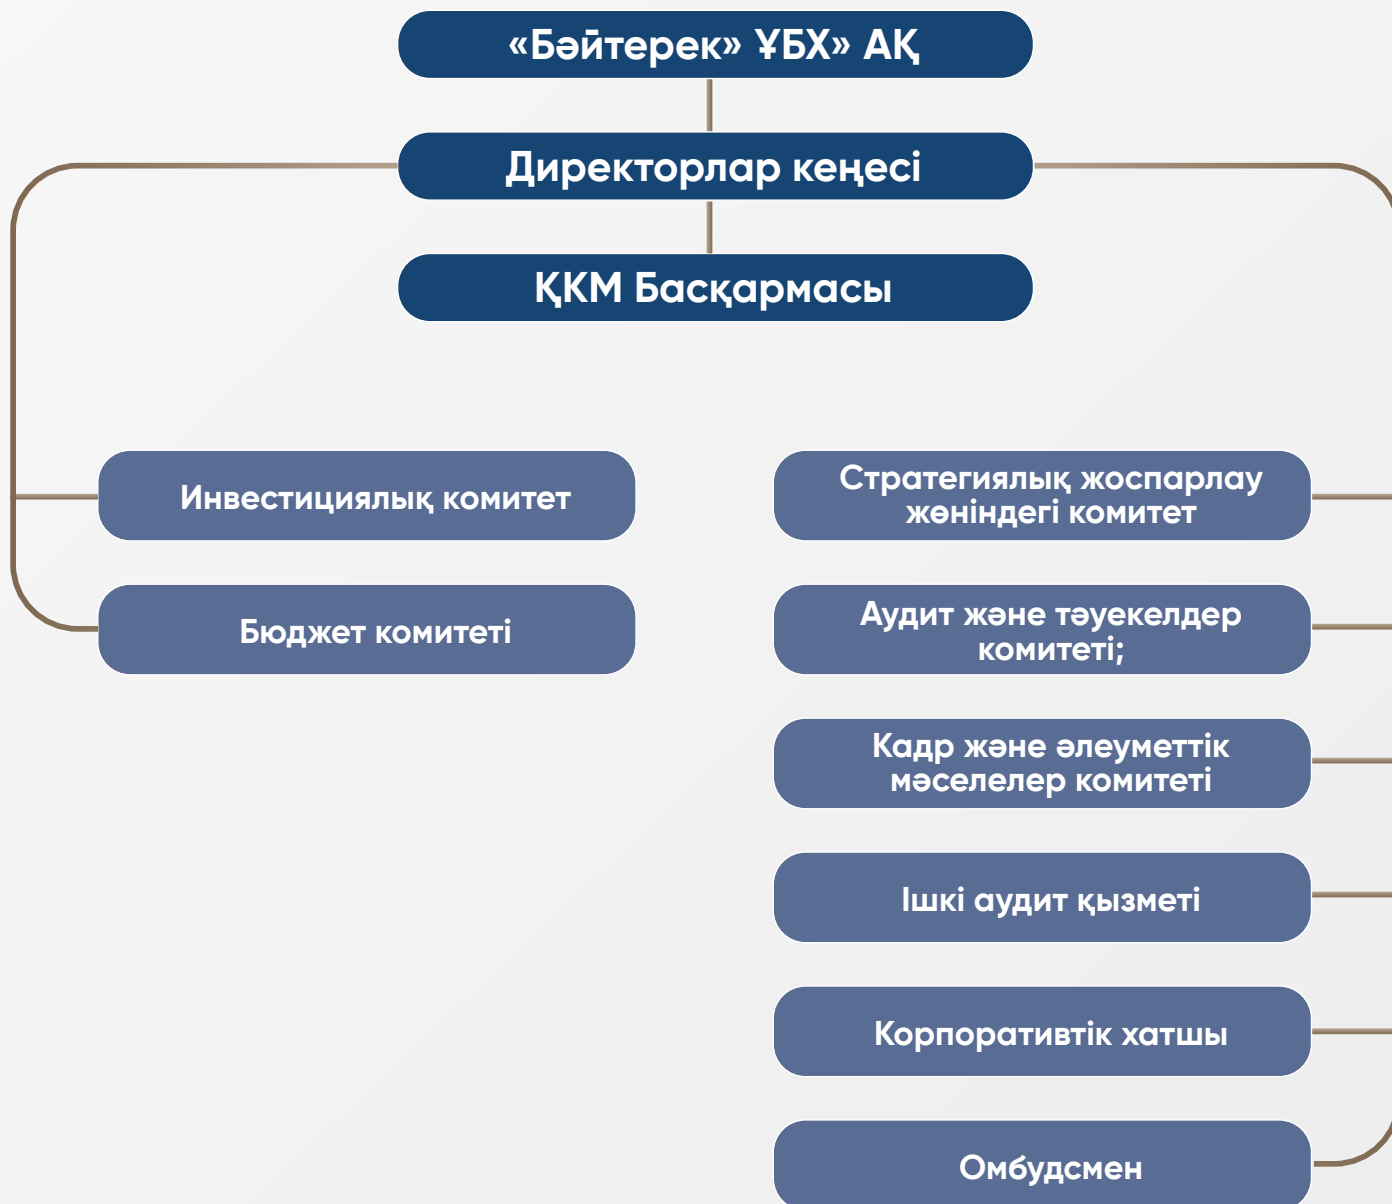 «Бәйтерек» ҰБХ» АҚ
Директорлар кеңесі
ҚКМ Басқармасы
Инвестициялық комитет
Бюджет комитеті
Стратегиялық жоспарлау
жөніндегі комитет
Аудит және тәуекелдер
комитеті;
Кадр және әлеуметтік
мәселелер комитеті
Ішкі аудит қызметі
Корпоративтік хатшы
Омбудсмен